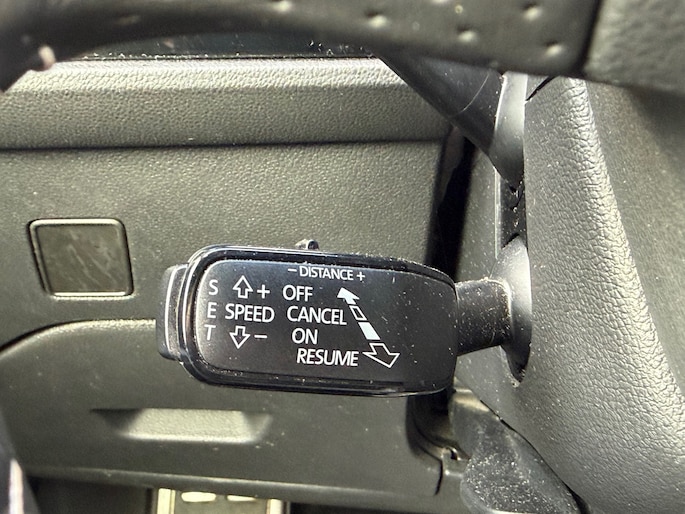 − DISTANCE +
S + OFF
E SPEED CANCEL
T − ON
RESUME